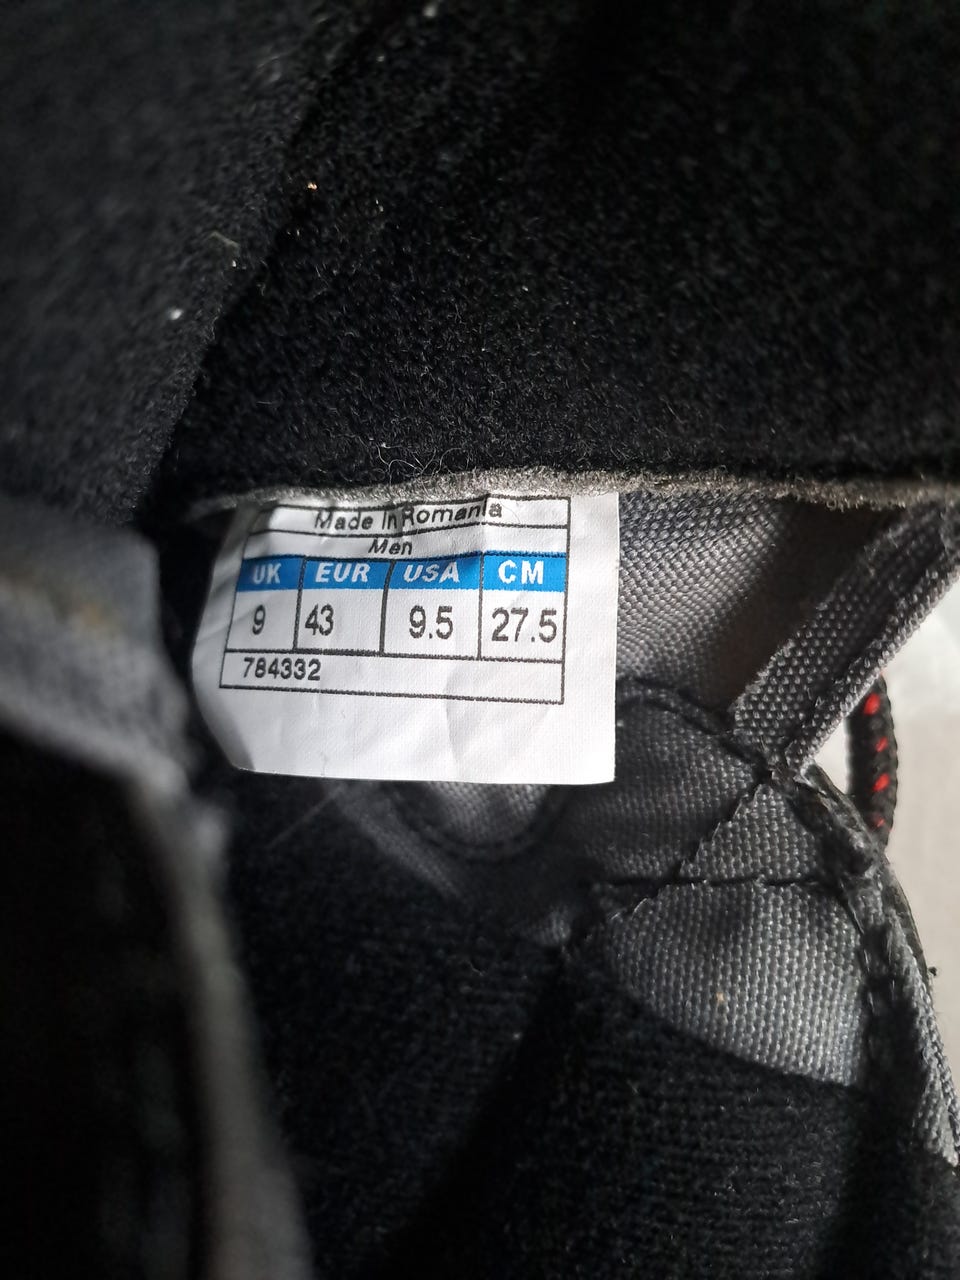 Made In Romania
Men
UK EUR USA CM
9 43 9.5 27.5
784332